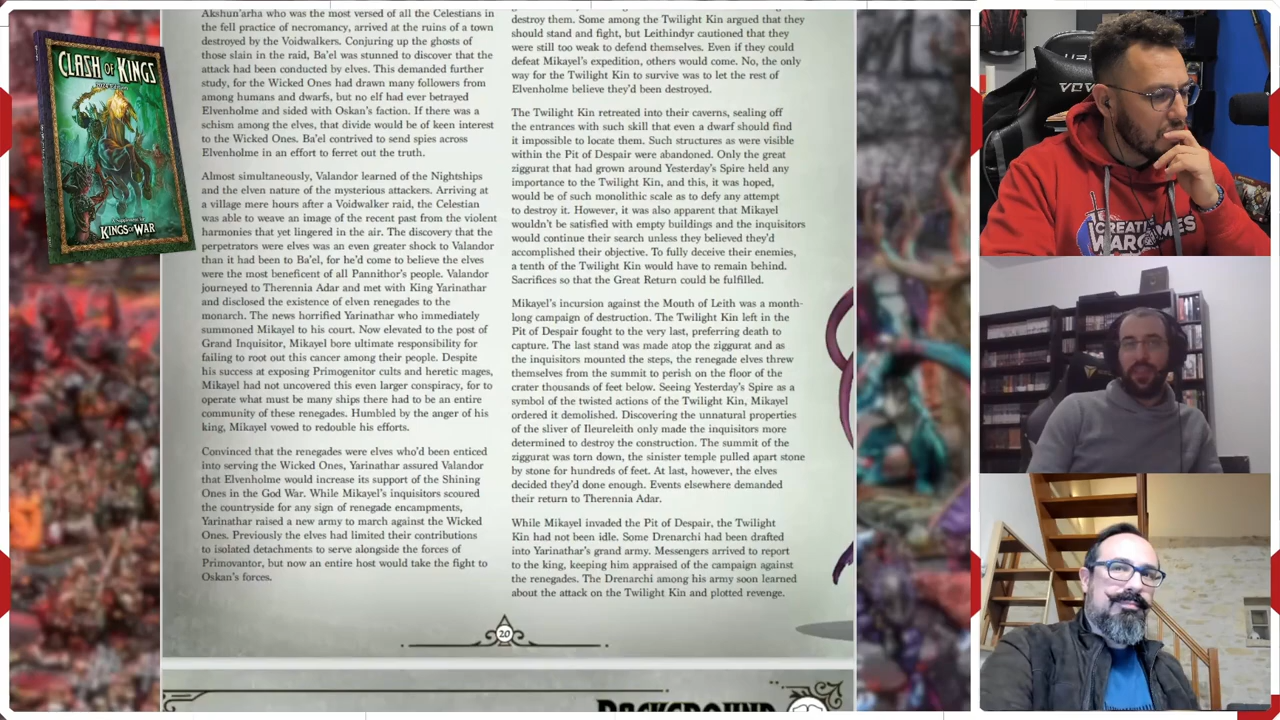 CLASH OF KINGS
KINGS OF WAR
Akshun'arha who was the most versed of all the Celestians in
the fell practice of necromancy, arrived at the ruins of a town
destroyed by the Voidwalkers. Conjuring up the ghosts of
those slain in the raid, Ba'el was stunned to discover that the
attack had been conducted by elves. This demanded further
study, for the Wicked Ones had drawn many followers from
among humans and dwarfs, but no elf had ever betrayed
Elvenholme and sided with Oskan's faction. If there was a
schism among the elves, that divide would be of keen interest
to the Wicked Ones. Ba'el contrived to send spies across
Elvenholme in an effort to ferret out the truth.
Almost simultaneously, Valandor learned of the Nightships
and the elven nature of the mysterious attackers. Arriving at
a village mere hours after a Voidwalker raid, the Celestian
was able to weave an image of the recent past from the violent
harmonies that yet lingered in the air. The discovery that the
perpetrators were elves was an even greater shock to Valandor
than it had been to Ba'el, for he'd come to believe the elves
were the most beneficent of all Pannithor's people. Valandor
journeyed to Therennia Adar and met with King Yarinathar
and disclosed the existence of elven renegades to the
monarch. The news horrified Yarinathar who immediately
summoned Mikayel to his court. Now elevated to the post of
Grand Inquisitor, Mikayel bore ultimate responsibility for
failing to root out this cancer among their people. Despite
his success at exposing Primogenitor cults and heretic mages,
Mikayel had not uncovered this even larger conspiracy, for to
operate what must be many ships there had to be an entire
community of these renegades. Humbled by the anger of his
king, Mikayel vowed to redouble his efforts.
Convinced that the renegades were elves who'd been enticed
into serving the Wicked Ones, Yarinathar assured Valandor
that Elvenholme would increase its support of the Shining
Ones in the God War. While Mikayel's inquisitors scoured
the countryside for any sign of renegade encampments,
Yarinathar raised a new army to march against the Wicked
Ones. Previously the elves had limited their contributions
to isolated detachments to serve alongside the forces of
Primovantor, but now an entire host would take the fight to
Oskan's forces.
destroy them. Some among the Twilight Kin argued that they
should stand and fight, but Leithindyr cautioned that they
were still too weak to defend themselves. Even if they could
defeat Mikayel's expedition, others would come. No, the only
way for the Twilight Kin to survive was to let the rest of
Elvenholme believe they'd been destroyed.
The Twilight Kin retreated into their caverns, sealing off
the entrances with such skill that even a dwarf should find
it impossible to locate them. Such structures as were visible
within the Pit of Despair were abandoned. Only the great
ziggurat that had grown around Yesterday's Spire held any
importance to the Twilight Kin, and this, it was hoped,
would be of such monolithic scale as to defy any attempt
to destroy it. However, it was also apparent that Mikayel
wouldn't be satisfied with empty buildings and the inquisitors
would continue their search unless they believed they'd
accomplished their objective. To fully deceive their enemies,
a tenth of the Twilight Kin would have to remain behind.
Sacrifices so that the Great Return could be fulfilled.
Mikayel's incursion against the Mouth of Leith was a month-
long campaign of destruction. The Twilight Kin left in the
Pit of Despair fought to the very last, preferring death to
capture. The last stand was made atop the ziggurat and as
the inquisitors mounted the steps, the renegade elves threw
themselves from the summit to perish on the floor of the
crater thousands of feet below. Seeing Yesterday's Spire as a
symbol of the twisted actions of the Twilight Kin, Mikayel
ordered it demolished. Discovering the unnatural properties
of the sliver of Ileureleith only made the inquisitors more
determined to destroy the construction. The summit of the
ziggurat was torn down, the sinister temple pulled apart stone
by stone for hundreds of feet. At last, however, the elves
decided they'd done enough. Events elsewhere demanded
their return to Therennia Adar.
While Mikayel invaded the Pit of Despair, the Twilight
Kin had not been idle. Some Drenarchi had been drafted
into Yarinathar's grand army. Messengers arrived to report
to the king, keeping him appraised of the campaign against
the renegades. The Drenarchi among his army soon learned
about the attack on the Twilight Kin and plotted revenge.
20
BACKGROUND